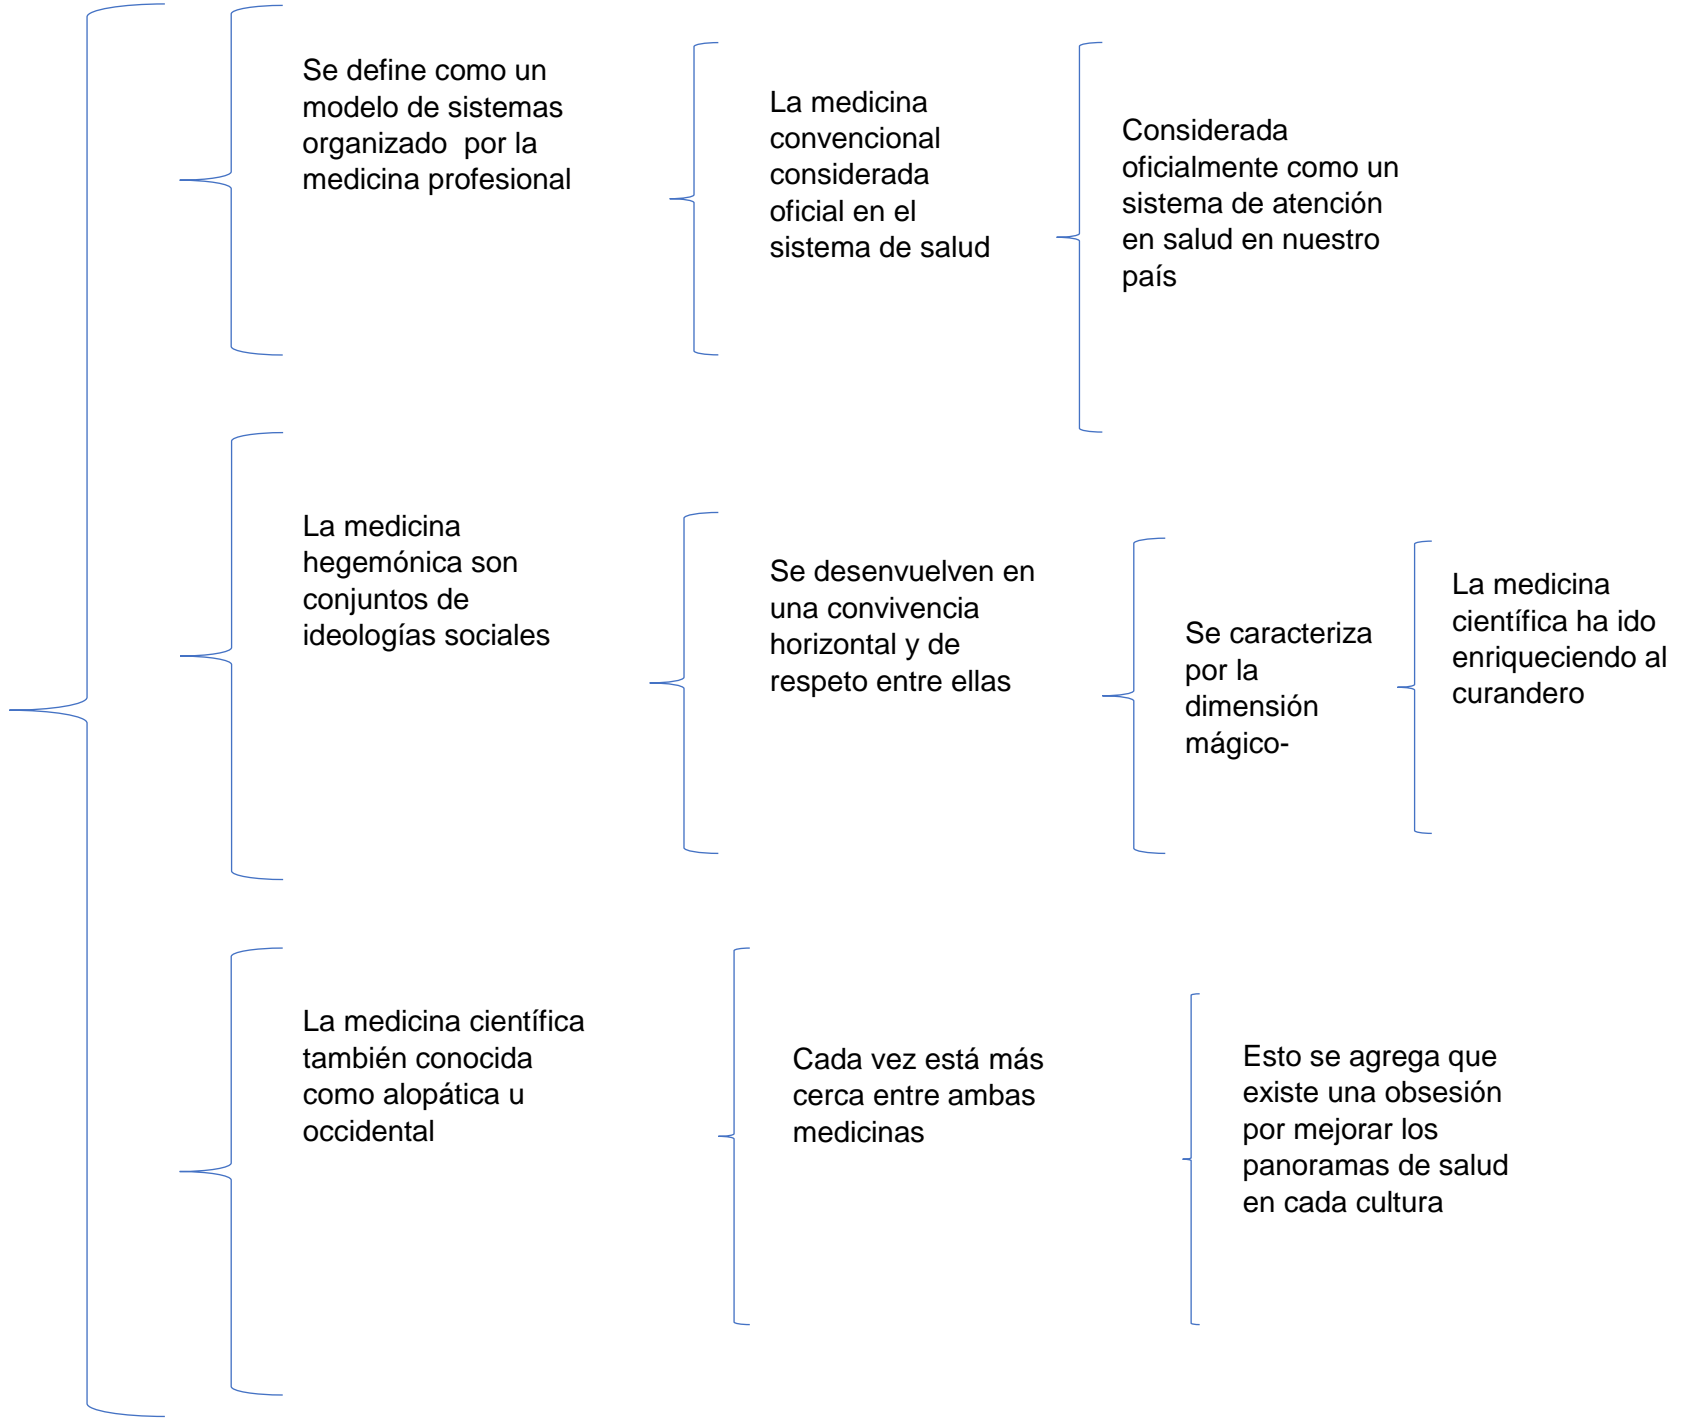 Se define como un
modelo de sistemas
organizado  por la
medicina profesional
La medicina
convencional
considerada
oficial en el
sistema de salud
Considerada
oficialmente como un
sistema de atención
en salud en nuestro
país
La medicina
hegemónica son
conjuntos de
ideologías sociales
Se desenvuelven en
una convivencia
horizontal y de
respeto entre ellas
Se caracteriza
por la
dimensión
mágico-
La medicina
científica ha ido
enriqueciendo al
curandero
La medicina científica
también conocida
como alopática u
occidental
Cada vez está más
cerca entre ambas
medicinas
Esto se agrega que
existe una obsesión
por mejorar los
panoramas de salud
en cada cultura